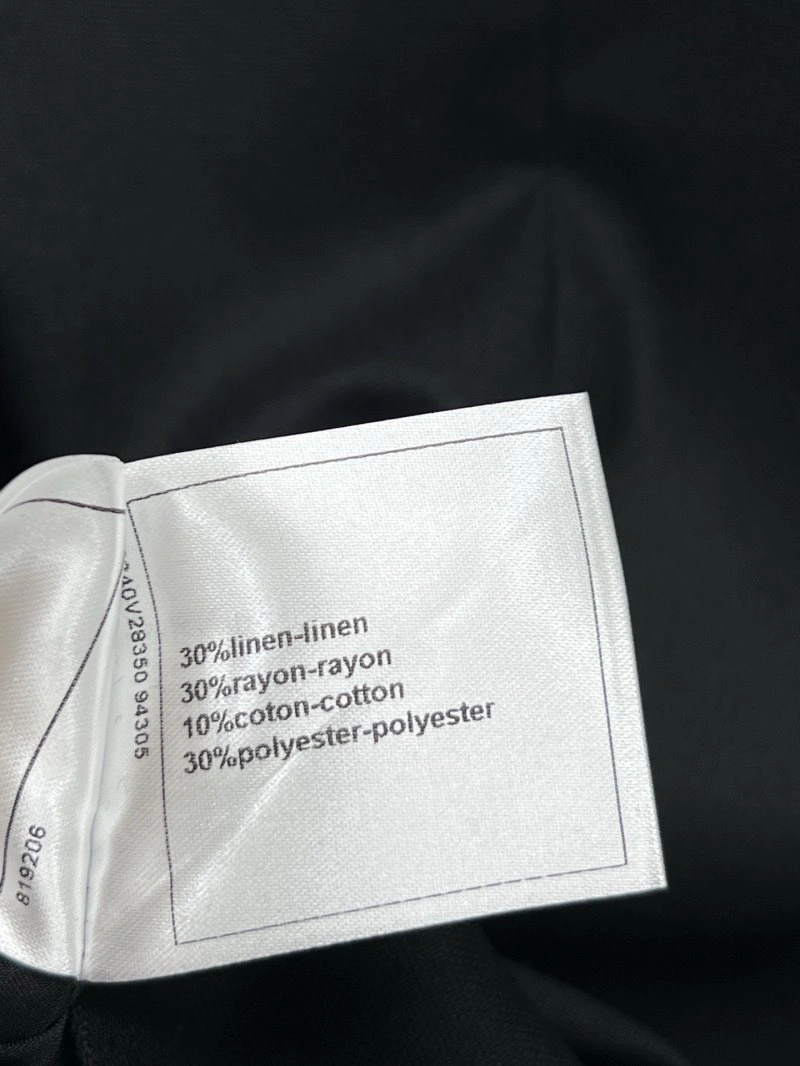 30%linen-linen
30%rayon-rayon
10%coton-cotton
30%polyester-polyester
28350 94305
819206